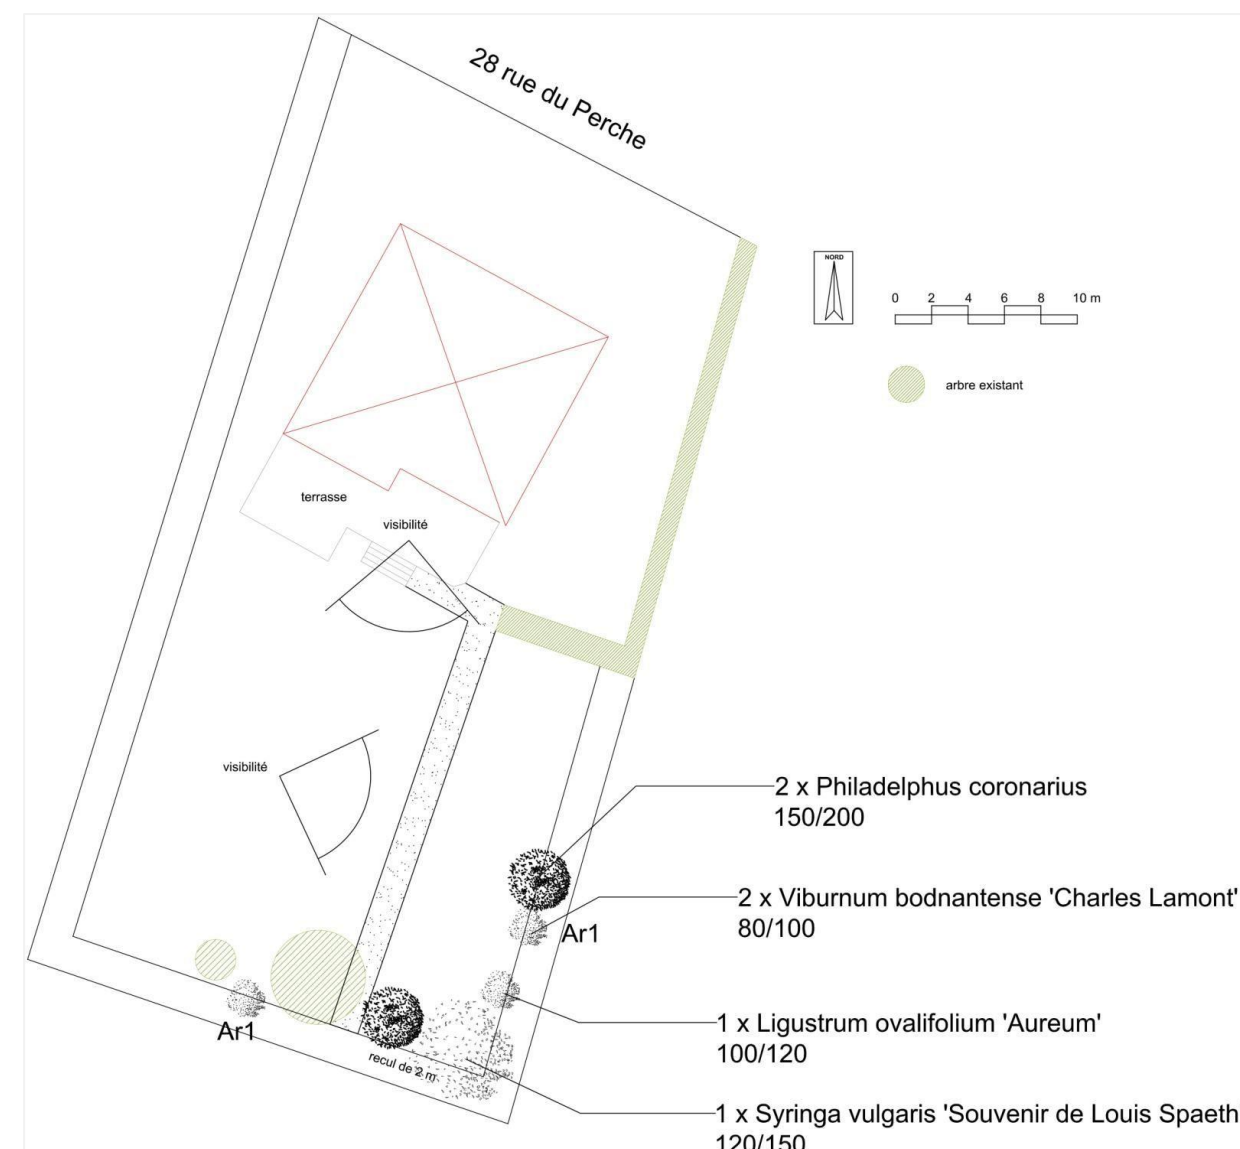 28 rue du Perche
NORD
0 2 4 6 8 10 m
arbre existant
terrasse
visibilité
visibilité
2 x Philadelphus coronarius
150/200
2 x Viburnum bodnantense 'Charles Lamont'
80/100
Ar1
1 x Ligustrum ovalifolium 'Aureum'
100/120
Ar1
recul de 2 m
1 x Syringa vulgaris 'Souvenir de Louis Spaeth
120/150